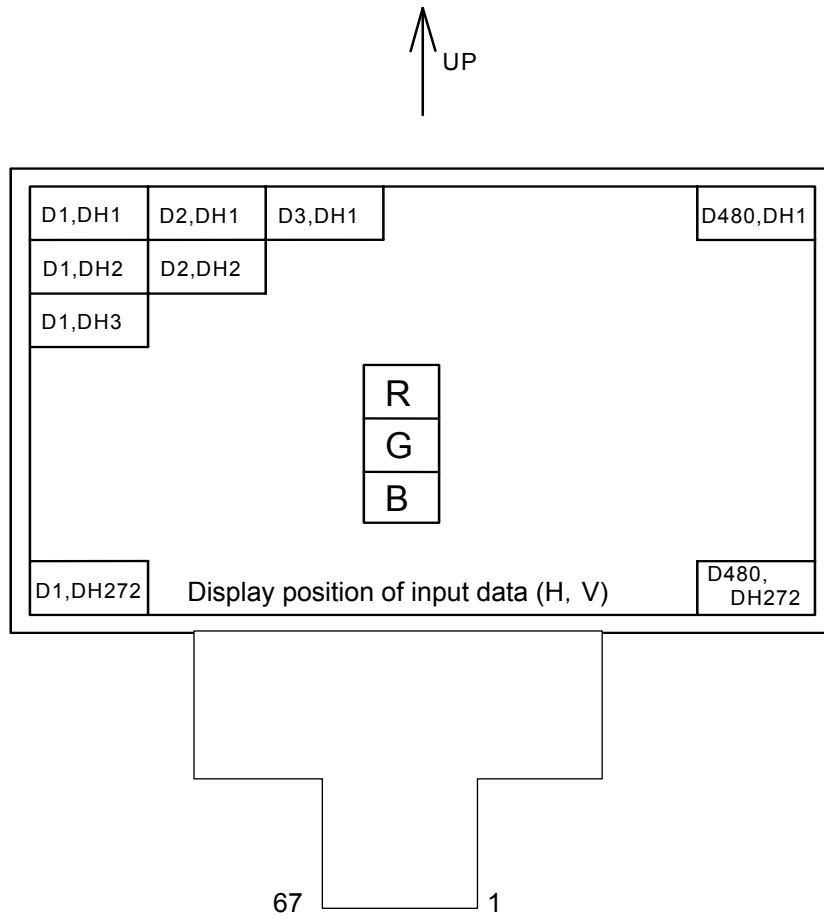 UP
D1,DH1 D2,DH1 D3,DH1 D480,DH1
D1,DH2 D2,DH2
D1,DH3
R
G
B
D1,DH272 Display position of input data (H, V) D480,
DH272
67 1